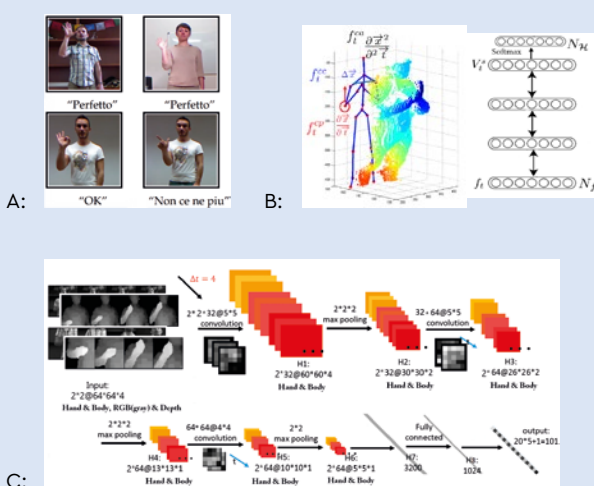 "Perfetto" "Perfetto"
"OK" "Non ce ne piu"
A:
B:
Softmax
Δt = 4
2*2*32@5*5
convolution
2*2*2
max pooling
32*64@5*5
convolution
Input:
2*2@64*64*4
Hand & Body, RGB(gray) & Depth
H1:
2*32@60*60*4
Hand & Body
H2:
2*32@30*30*2
Hand & Body
H3:
2*64@26*26*2
Hand & Body
2*2*2
max pooling
64*64@4*4
convolution
2*2
max pooling
Fully
connected
output:
20*5+1=101
H4:
2*64@13*13*1
Hand & Body
t
H5:
2*64@10*10*1
Hand & Body
H6:
2*64@5*5*1
Hand & Body
H7:
3200
H8:
1024
C: